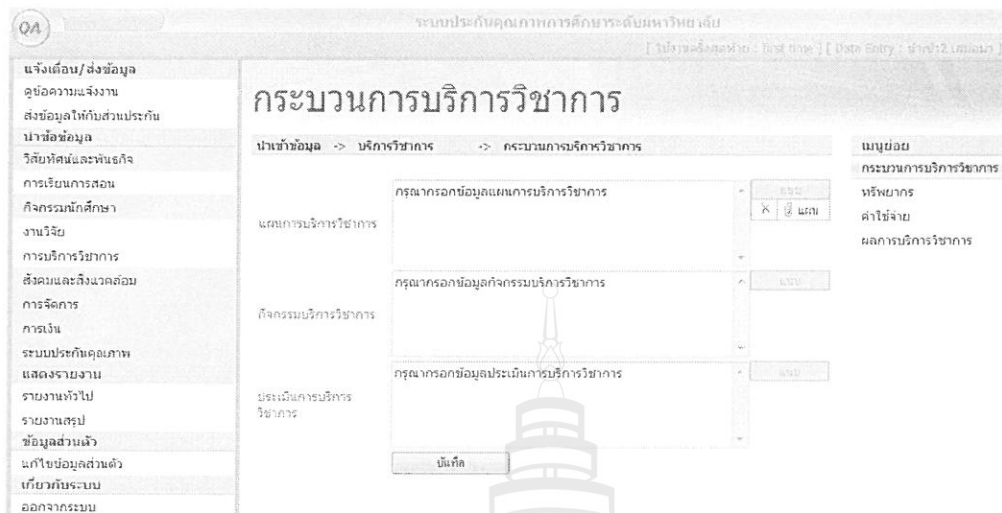 QA
ระบบประกันคุณภาพการศึกษาระดับมหาวิทยาลัย
[ ใช้งานครั้งสุดท้าย : first time ] [ Data Entry :
แจ้งเตือน/ส่งข้อมูล
ดูข้อความแจ้งงาน
ส่งข้อมูลให้กับส่วนประกัน
นำข้อข้อมูล
วิสัยทัศน์และพันธกิจ
การเรียนการสอน
กิจกรรมนักศึกษา
งานวิจัย
การบริการวิชาการ
สังคมและสิ่งแวดล้อม
การจัดการ
การเงิน
ระบบประกันคุณภาพ
แสดงรายงาน
รายงานทั่วไป
รายงานสรุป
ข้อมูลส่วนตัว
แก้ไขข้อมูลส่วนตัว
เกี่ยวกับระบบ
ออกจากระบบ
กระบวนการบริการวิชาการ
นำเข้าข้อมูล -> บริการวิชาการ -> กระบวนการบริการวิชาการ
แผนการบริการวิชาการ
กรุณากรอกข้อมูลแผนการบริการวิชาการ
แนบ
X แผน
กิจกรรมบริการวิชาการ
กรุณากรอกข้อมูลกิจกรรมบริการวิชาการ
แนบ
ประเมินการบริการ
วิชาการ
กรุณากรอกข้อมูลประเมินการบริการวิชาการ
แนบ
บันทึก
เมนูย่อย
กระบวนการบริการวิชาการ
ทรัพยากร
ค่าใช้จ่าย
ผลการบริการวิชาการ